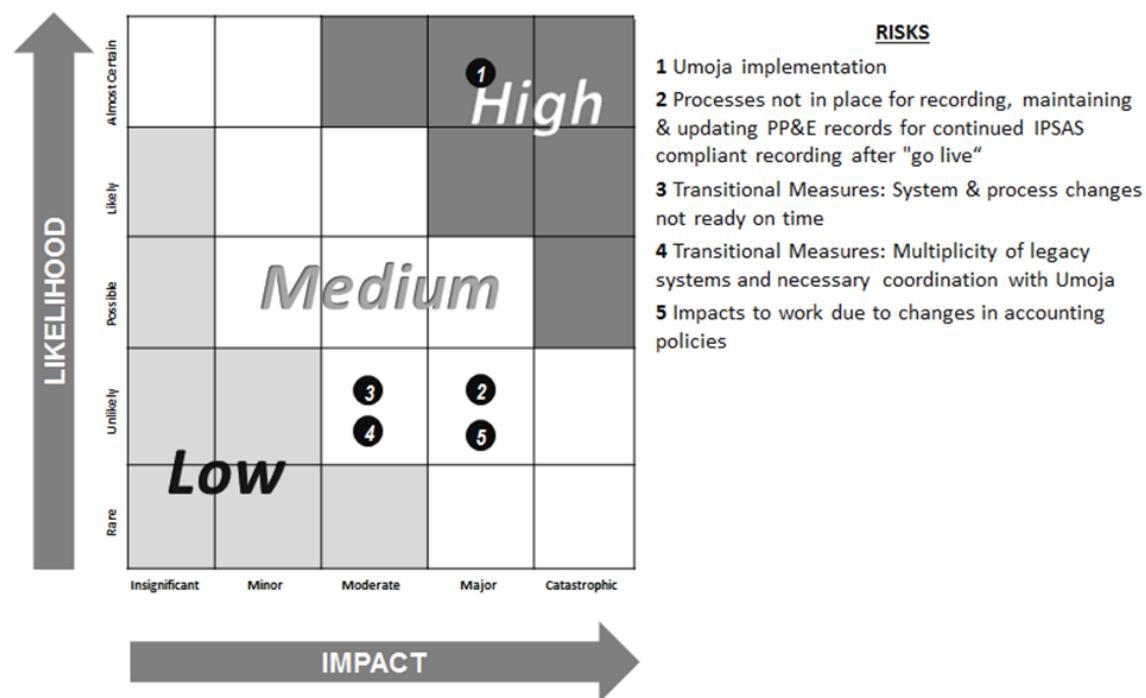 RISKS
1 Umoja implementation
2 Processes not in place for recording, maintaining
& updating PP&E records for continued IPSAS
compliant recording after "go live“
3 Transitional Measures: System & process changes
not ready on time
4 Transitional Measures: Multiplicity of legacy
systems and necessary coordination with Umoja
5 Impacts to work due to changes in accounting
policies
LIKELIHOOD
Almost Certain
Likely
Possible
Unlikely
Rare
1
High
Medium
3
2
4
5
Low
Insignificant
Minor
Moderate
Major
Catastrophic
IMPACT